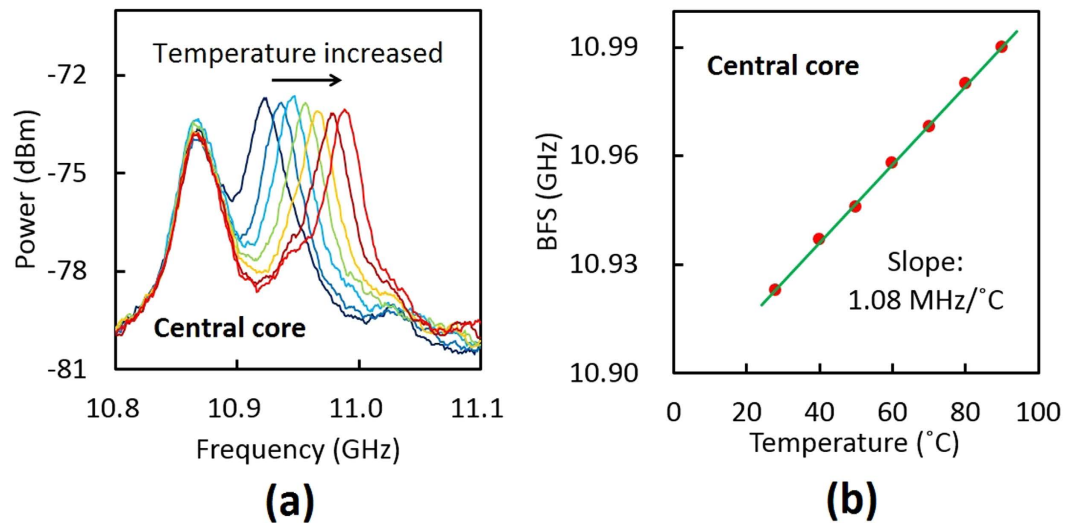 Temperature increased
-72
-75
-78
-81
Power (dBm)
Central core
10.8 10.9 11.0 11.1
Frequency (GHz)
(a)
10.99
10.96
10.93
10.90
BFS (GHz)
Central core
Slope:
1.08 MHz/˚C
0 20 40 60 80 100
Temperature (˚C)
(b)